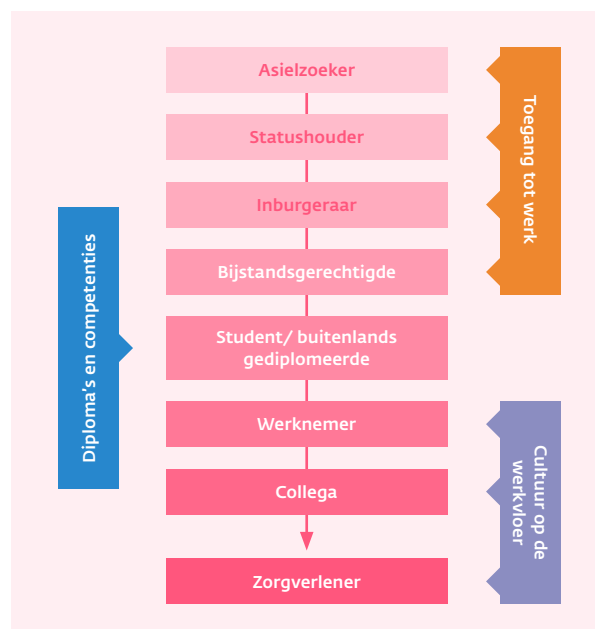 Asielzoeker
Statushouder
Inburgeraar
Bijstandsgerechtigde
Student/ buitenlands
gediplomeerde
Werknemer
Collega
Zorgverlener
Diploma's en competenties
Toegang tot werk
Cultuur op de
werkvloer